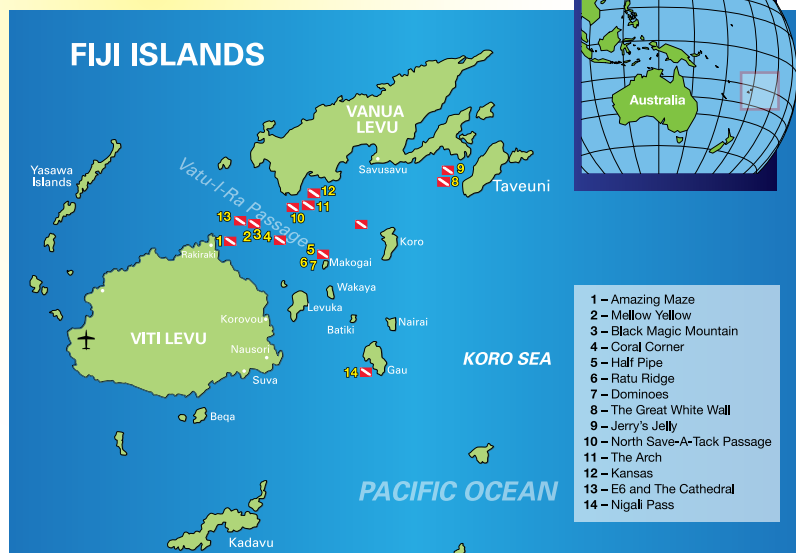 FIJI ISLANDS
Australia
VANUA
LEVU
Yasawa
Islands
Savusavu
9
8
Taveuni
Vatu-I-Ra Passage
12
11
10
13
2
3
4
1
Rakiraki
5
6
7
Makogai
Koro
Wakaya
Levuka
Batiki
Nairai
Korovou
VITI LEVU
Nausori
Suva
KORO SEA
14
Gau
Beqa
PACIFIC OCEAN
Kadavu
1 – Amazing Maze
2 – Mellow Yellow
3 – Black Magic Mountain
4 – Coral Corner
5 – Half Pipe
6 – Ratu Ridge
7 – Dominoes
8 – The Great White Wall
9 – Jerry's Jelly
10 – North Save-A-Tack Passage
11 – The Arch
12 – Kansas
13 – E6 and The Cathedral
14 – Nigali Pass